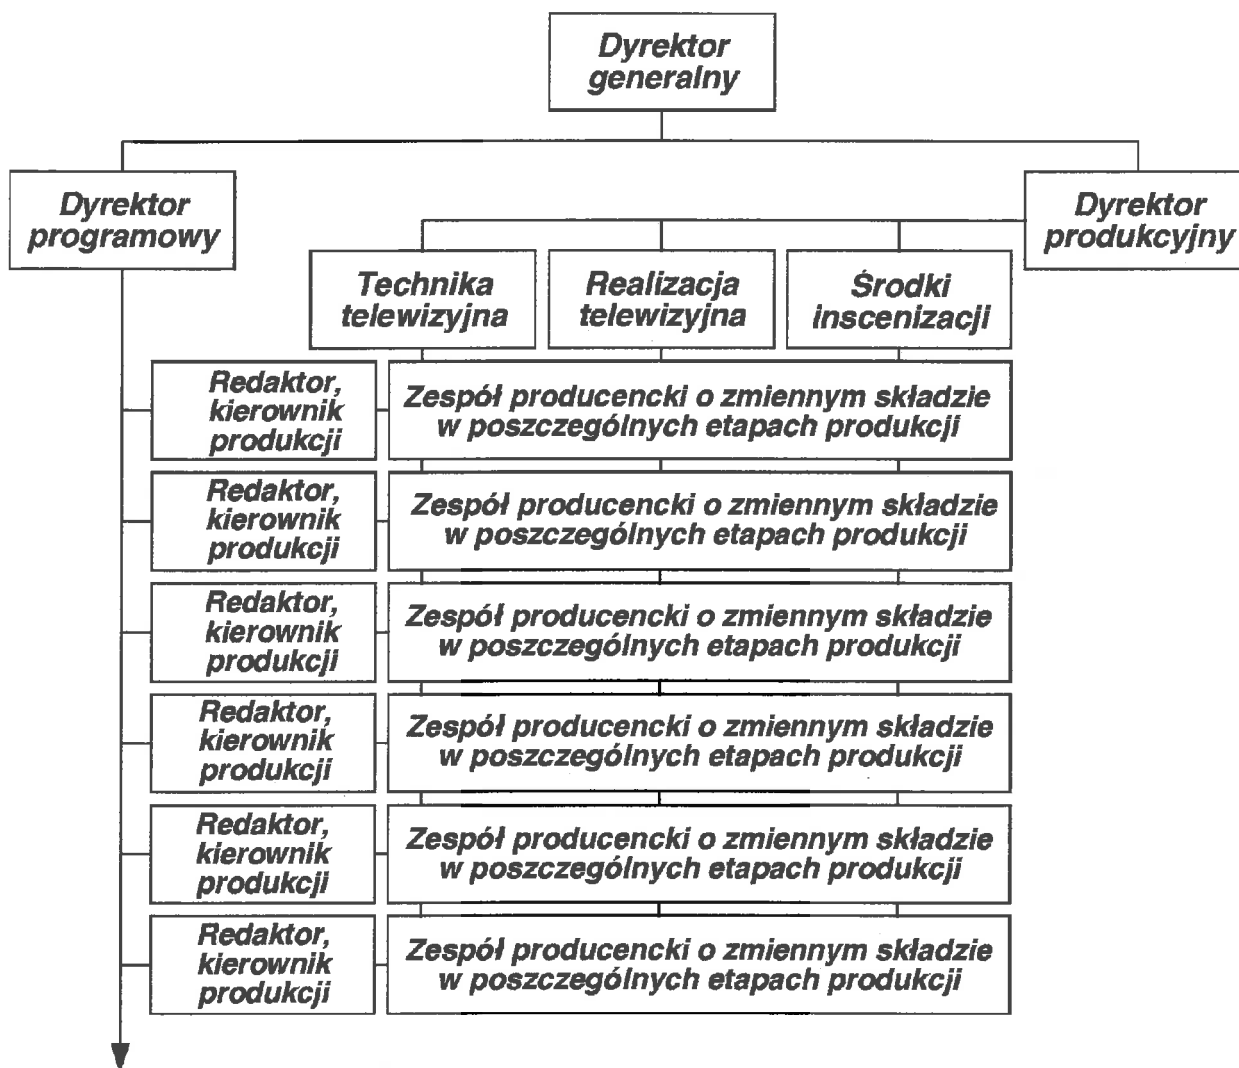 Dyrektor
generalny
Dyrektor
programowy
Dyrektor
produkcyjny
Technika
telewizyjna
Realizacja
telewizyjna
Środki
inscenizacji
Redaktor,
kierownik
produkcji
Zespół producencki o zmiennym składzie
w poszczególnych etapach produkcji
Redaktor,
kierownik
produkcji
Zespół producencki o zmiennym składzie
w poszczególnych etapach produkcji
Redaktor,
kierownik
produkcji
Zespół producencki o zmiennym składzie
w poszczególnych etapach produkcji
Redaktor,
kierownik
produkcji
Zespół producencki o zmiennym składzie
w poszczególnych etapach produkcji
Redaktor,
kierownik
produkcji
Zespół producencki o zmiennym składzie
w poszczególnych etapach produkcji
Redaktor,
kierownik
produkcji
Zespół producencki o zmiennym składzie
w poszczególnych etapach produkcji